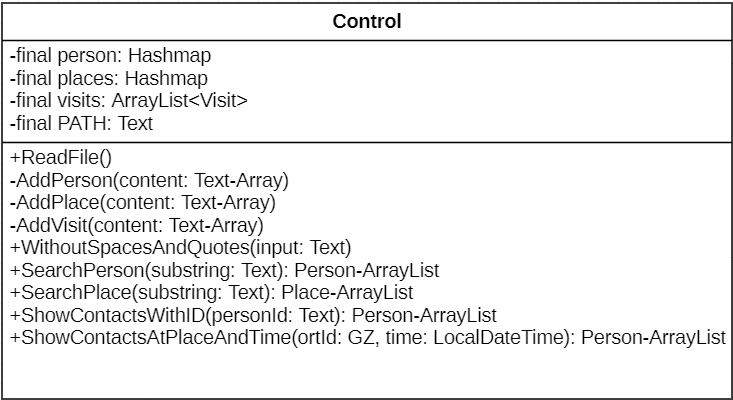 Control
-final person: Hashmap
-final places: Hashmap
-final visits: ArrayList<Visit>
-final PATH: Text
+ReadFile()
-AddPerson(content: Text-Array)
-AddPlace(content: Text-Array)
-AddVisit(content: Text-Array)
+WithoutSpacesAndQuotes(input: Text)
+SearchPerson(substring: Text): Person-ArrayList
+SearchPlace(substring: Text): Place-ArrayList
+ShowContactsWithID(personId: Text): Person-ArrayList
+ShowContactsAtPlaceAndTime(ortId: GZ, time: LocalDateTime): Person-ArrayList